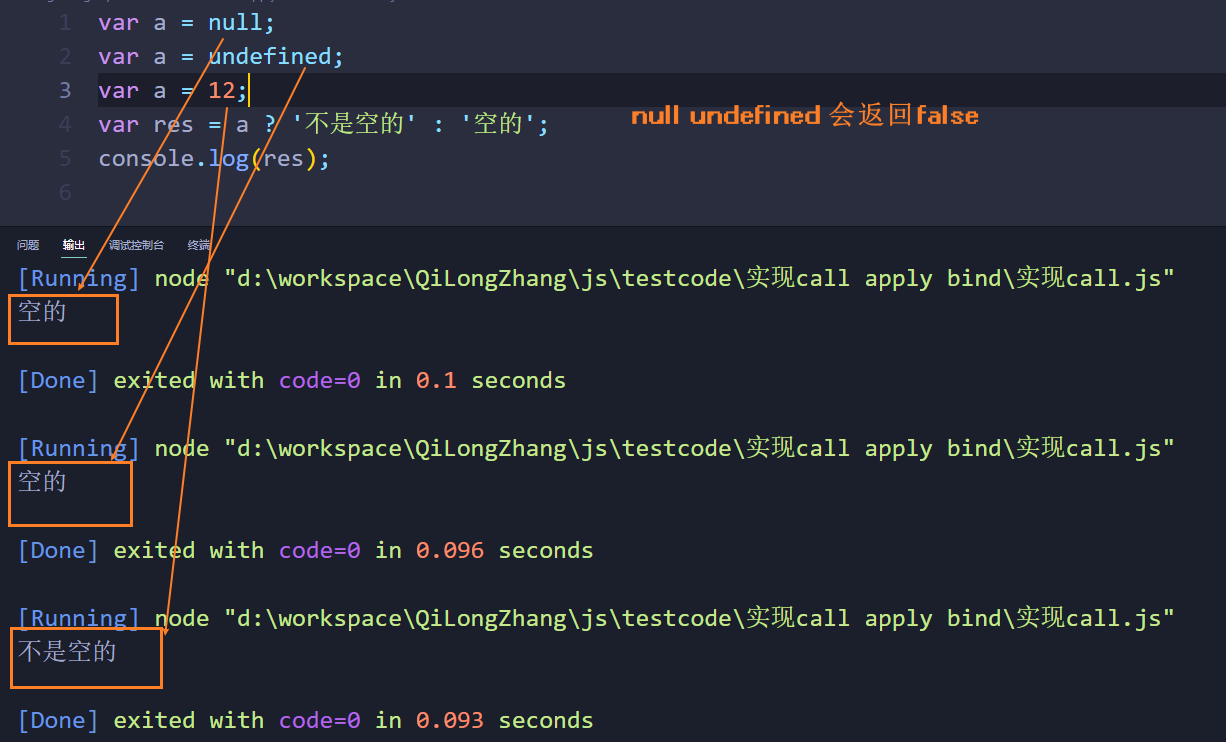 1 var a = null;
2 var a = undefined;
3 var a = 12;
4 var res = a ? '不是空的' : '空的';
null undefined 会返回false
5 console.log(res);
6
问题 输出 调试控制台 终端
[Running] node "d:\workspace\QiLongZhang\js\testcode\实现call apply bind\实现call.js"
空的
[Done] exited with code=0 in 0.1 seconds
[Running] node "d:\workspace\QiLongZhang\js\testcode\实现call apply bind\实现call.js"
空的
[Done] exited with code=0 in 0.096 seconds
[Running] node "d:\workspace\QiLongZhang\js\testcode\实现call apply bind\实现call.js"
不是空的
[Done] exited with code=0 in 0.093 seconds